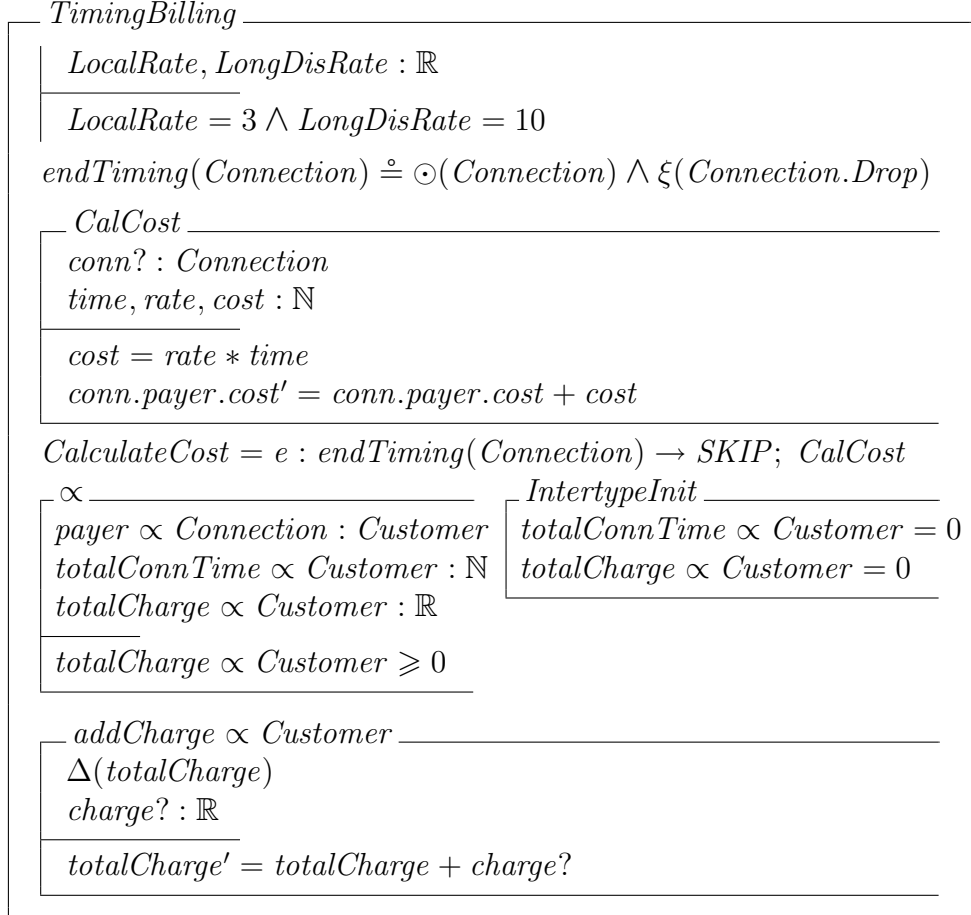 TimingBilling
LocalRate, LongDisRate : ℝ
LocalRate = 3 ∧ LongDisRate = 10
endTiming(Connection) ≗ ⊙(Connection) ∧ ξ(Connection.Drop)
CalCost
conn? : Connection
time, rate, cost : ℕ
cost = rate ∗ time
conn.payer.cost′ = conn.payer.cost + cost
CalculateCost = e : endTiming(Connection) → SKIP; CalCost
∝
payer ∝ Connection : Customer
totalConnTime ∝ Customer : ℕ
totalCharge ∝ Customer : ℝ
totalCharge ∝ Customer ⩾ 0
IntertypeInit
totalConnTime ∝ Customer = 0
totalCharge ∝ Customer = 0
addCharge ∝ Customer
Δ(totalCharge)
charge? : ℝ
totalCharge′ = totalCharge + charge?